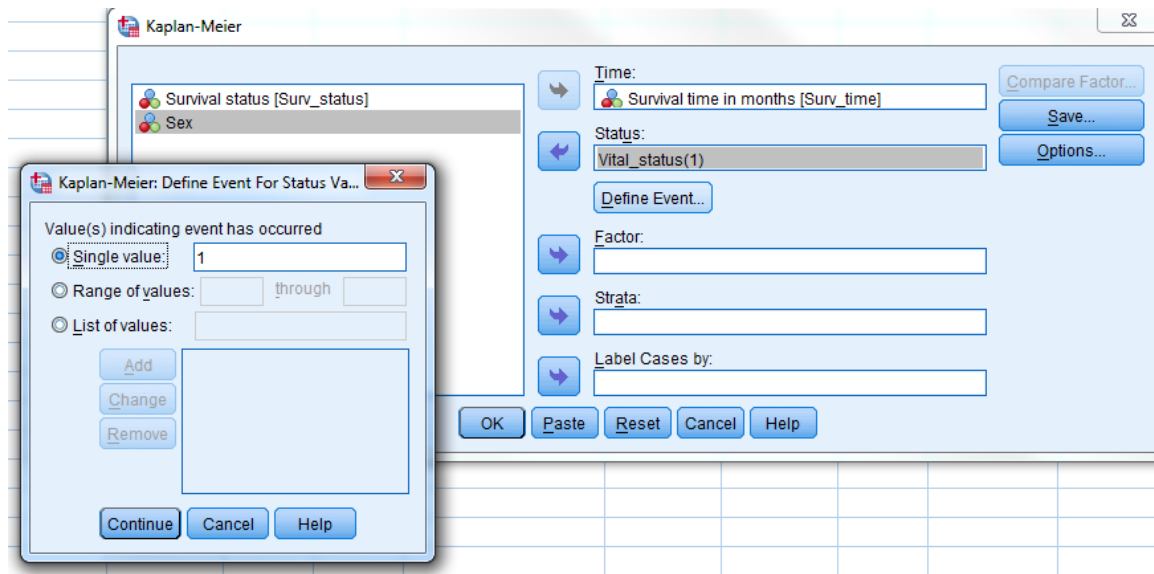 Kaplan-Meier
Survival status [Surv_status]
Sex
Time:
Survival time in months [Surv_time]
Status:
Vital_status(1)
Define Event...
Factor:
Strata:
Label Cases by:
Compare Factor...
Save...
Options...
OK Paste Reset Cancel Help
Kaplan-Meier: Define Event For Status Va...
Value(s) indicating event has occurred
Single value: 1
Range of values: through
List of values:
Add
Change
Remove
Continue Cancel Help